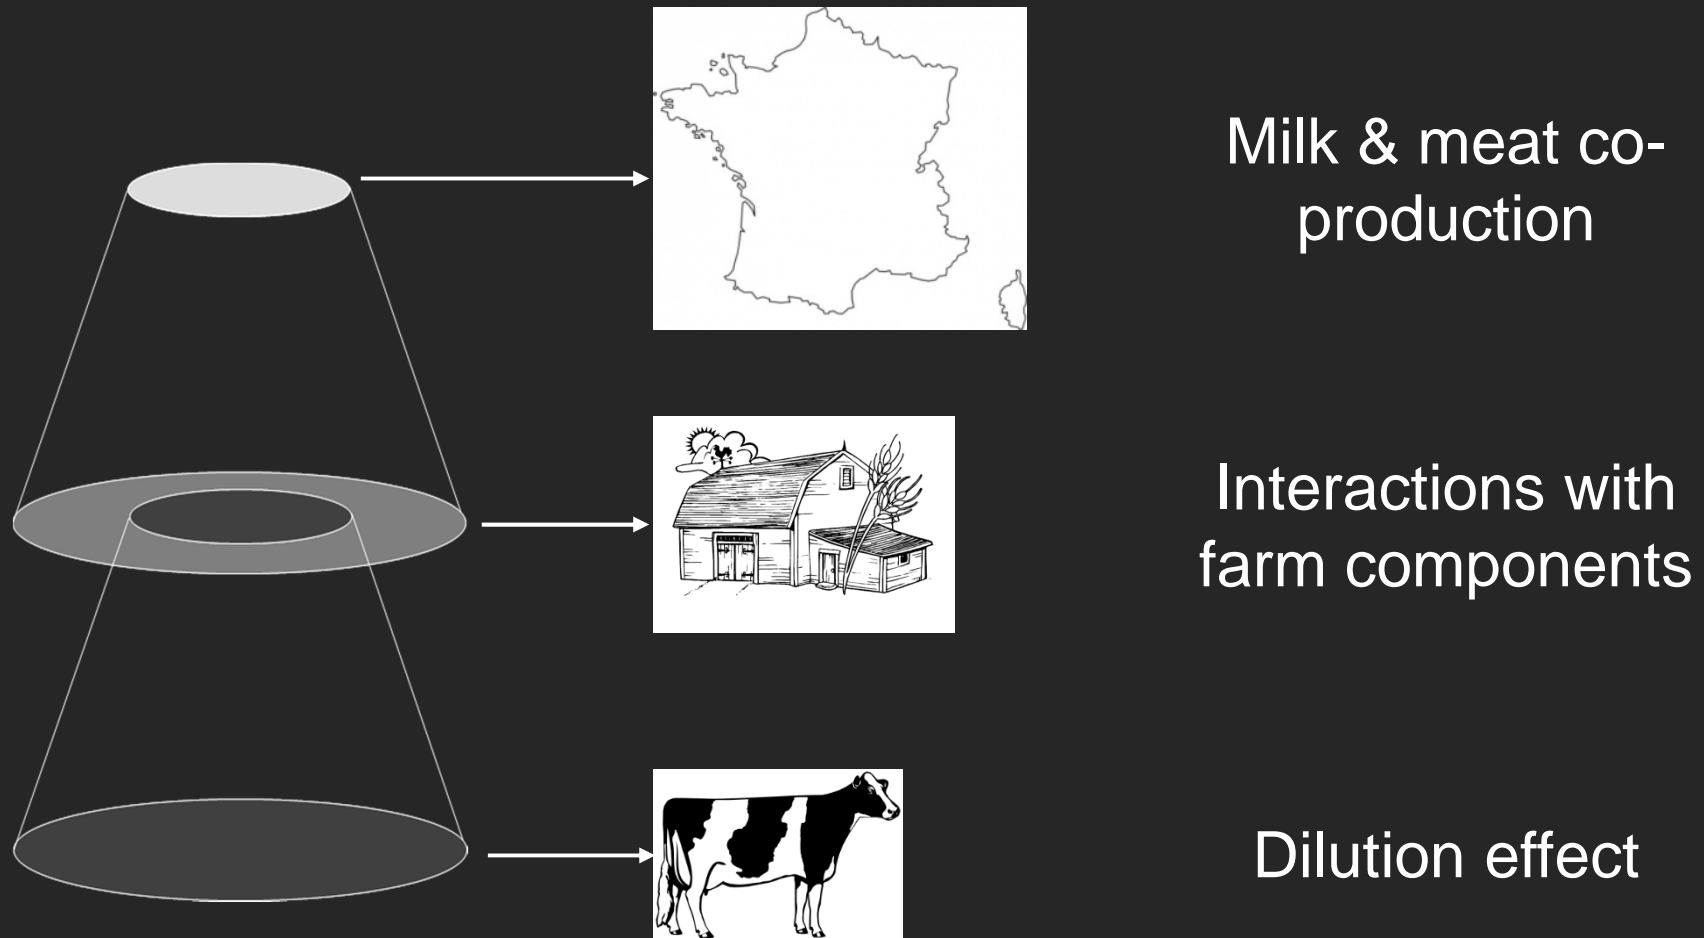 Milk & meat co-
production
Interactions with
farm components
Dilution effect